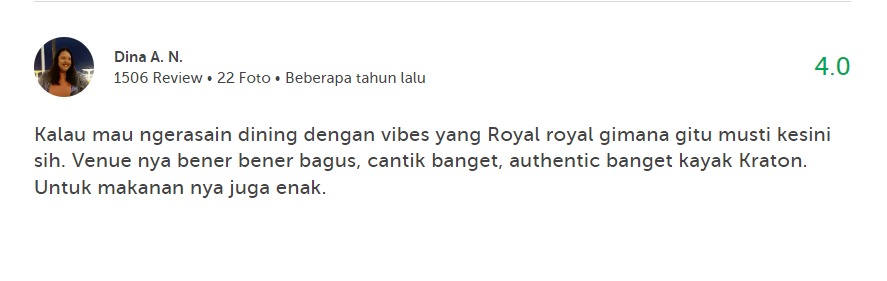 Dina A. N.
1506 Review • 22 Foto • Beberapa tahun lalu
4.0
Kalau mau ngerasain dining dengan vibes yang Royal royal gimana gitu musti kesini
sih. Venue nya bener bener bagus, cantik banget, authentic banget kayak Kraton.
Untuk makanan nya juga enak.